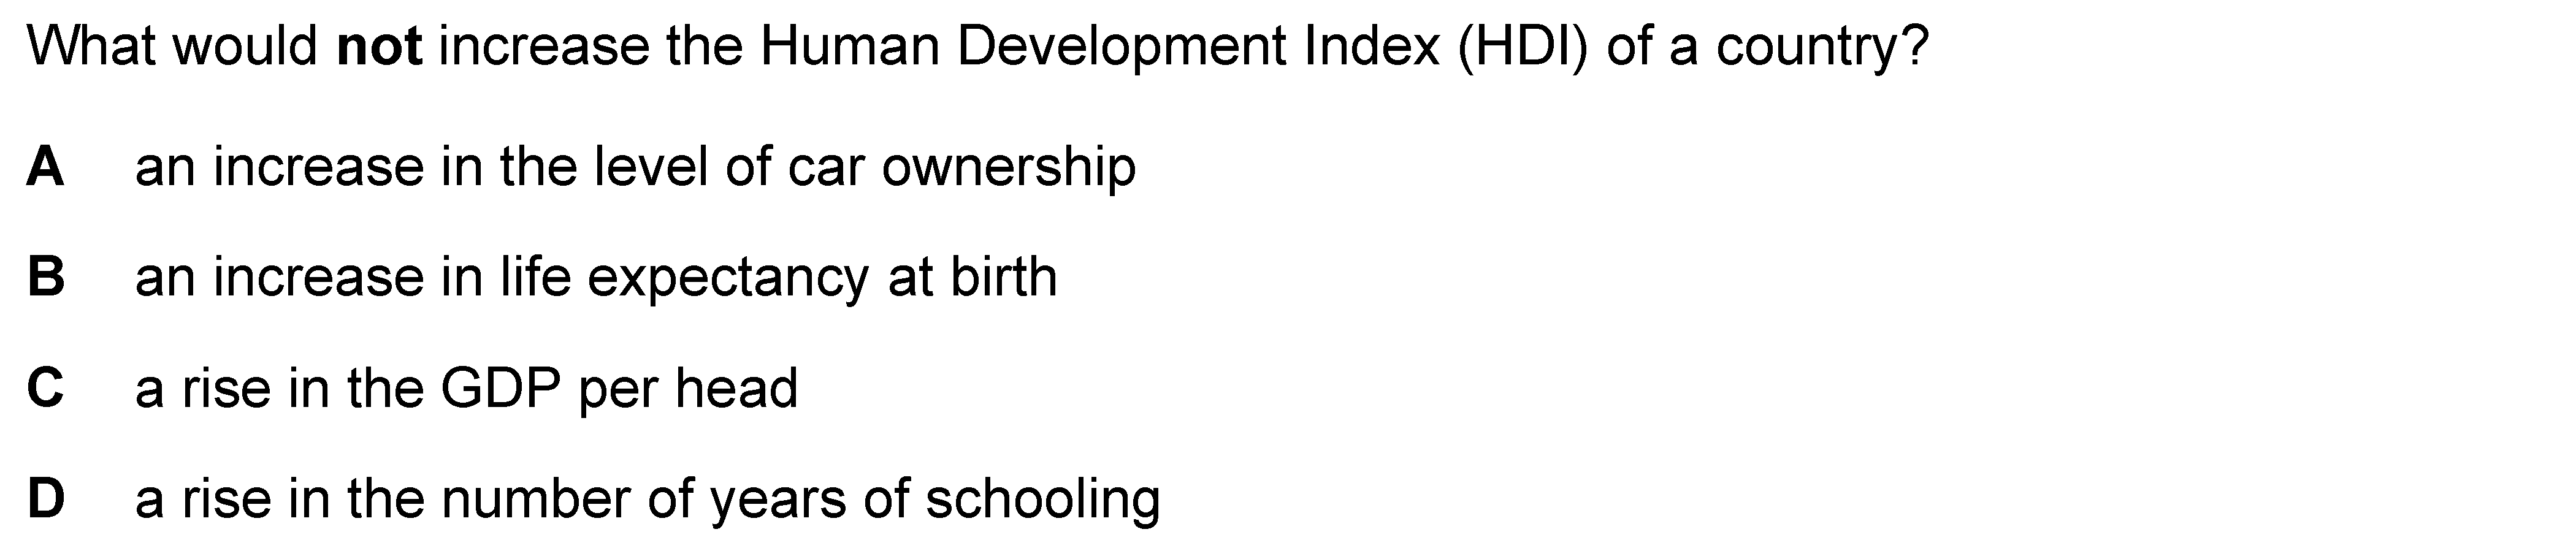 What would not increase the Human Development Index (HDI) of a country?
A an increase in the level of car ownership
B an increase in life expectancy at birth
C a rise in the GDP per head
D a rise in the number of years of schooling